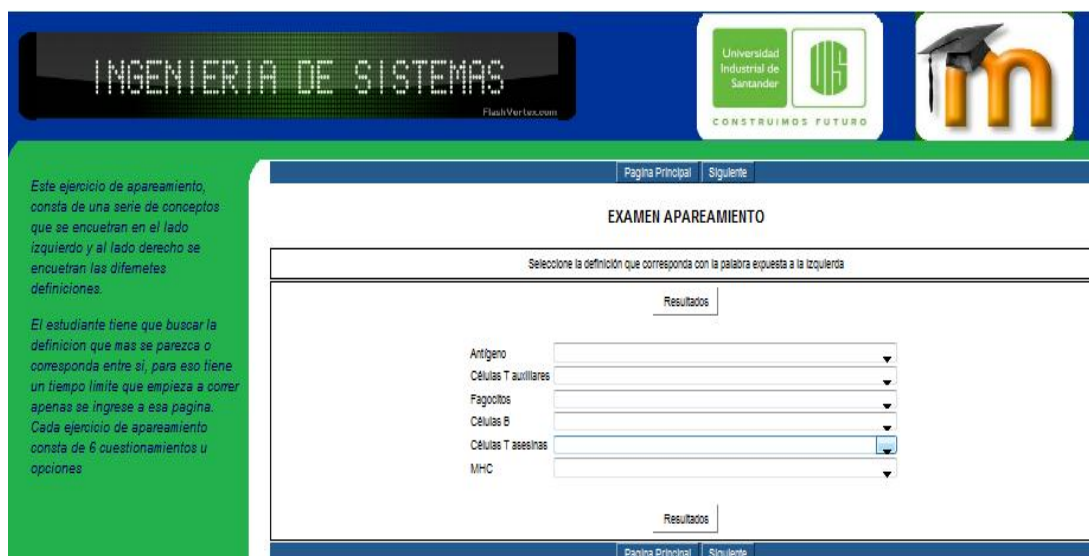 INGENIERIA DE SISTEMAS
FlashVortex.com
Universidad
Industrial de
Santander
UIS
CONSTRUIMOS FUTURO
m
Este ejercicio de apareamiento,
consta de una serie de conceptos
que se encuetran en el lado
izquierdo y al lado derecho se
encuetran las difernetes
definiciones.
El estudiante tiene que buscar la
definicion que mas se parezca o
corresponda entre si, para eso tiene
un tiempo limite que empieza a correr
apenas se ingrese a esa pagina.
Cada ejercicio de apareamiento
consta de 6 cuestionamientos u
opciones
Pagina Principal Siguiente
EXAMEN APAREAMIENTO
Seleccione la definición que corresponda con la palabra expuesta a la izquierda
Resultados
Antígeno
Células T auxiliares
Fagocitos
Células B
Células T asesinas
MHC
Resultados
Pagina Principal Siguiente